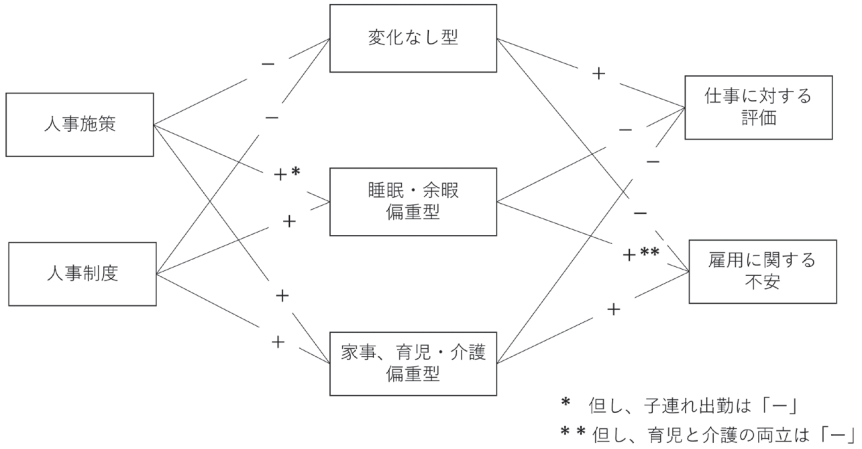 変化なし型
人事施策
仕事に対する
評価
睡眠・余暇
偏重型
人事制度
雇用に関する
不安
家事、育児・介護
偏重型
−
−
+*
+
+
+
+
−
−
−
+**
+
* 但し、子連れ出勤は「ー」
**但し、育児と介護の両立は「ー」